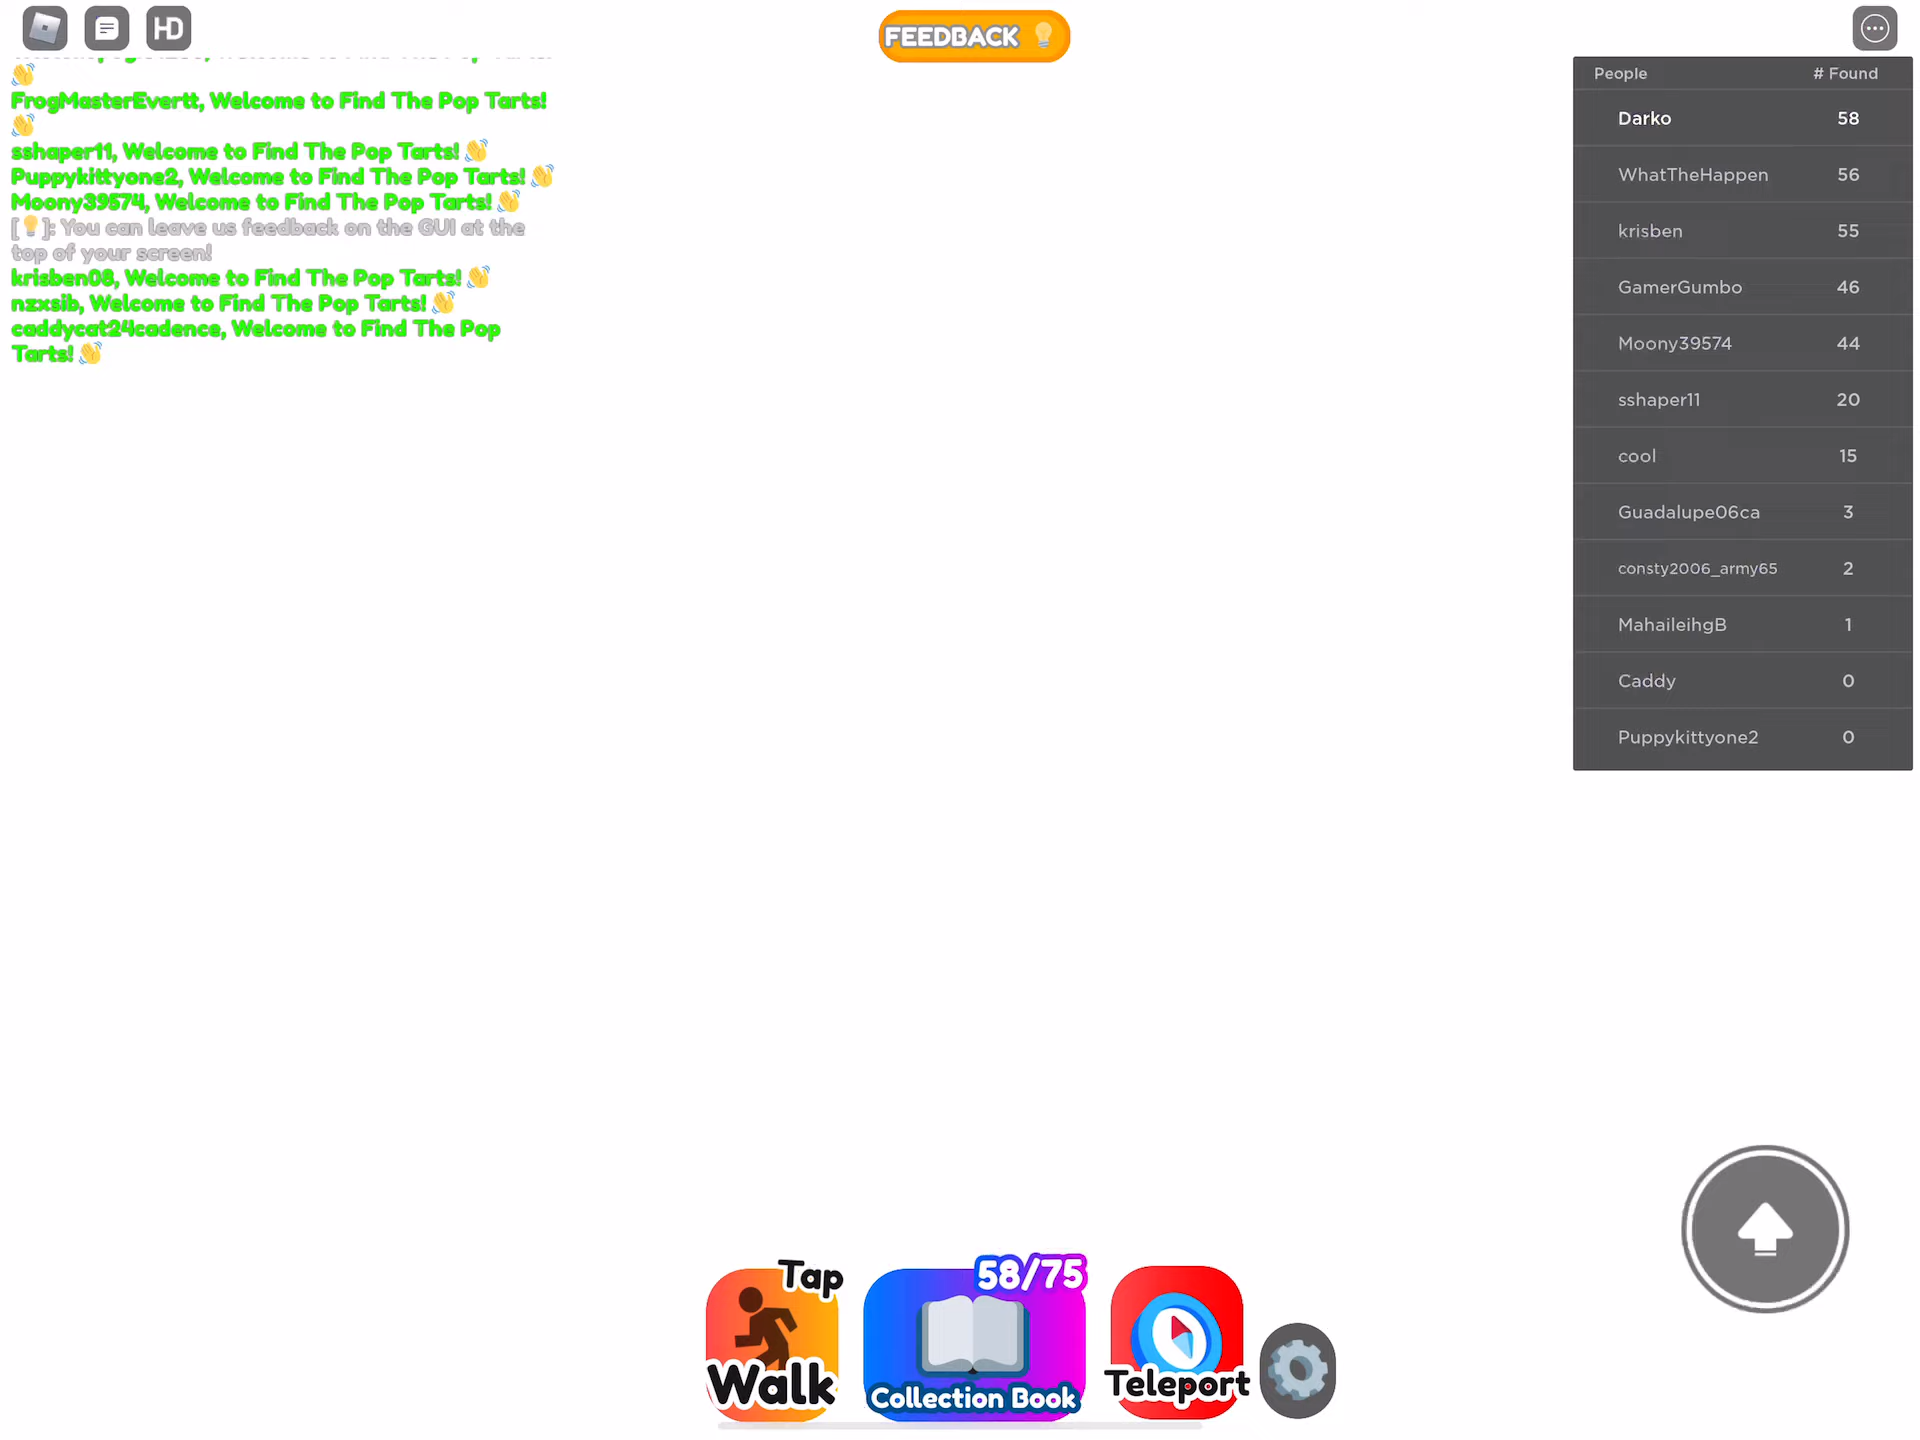 HD
FEEDBACK
FrogMasterEvertt, Welcome to Find The Pop Tarts!
sshaper11, Welcome to Find The Pop Tarts!
Puppykittyone2, Welcome to Find The Pop Tarts!
Moony39574, Welcome to Find The Pop Tarts!
[💡]: You can leave us feedback on the GUI at the
top of your screen!
krisben08, Welcome to Find The Pop Tarts!
nzxsib, Welcome to Find The Pop Tarts!
caddycat24cadence, Welcome to Find The Pop
Tarts!
People # Found
Darko 58
WhatTheHappen 56
krisben 55
GamerGumbo 46
Moony39574 44
sshaper11 20
cool 15
Guadalupe06ca 3
consty2006_army65 2
MahaileihgB 1
Caddy 0
Puppykittyone2 0
Tap
Walk
58/75
Collection Book
Teleport